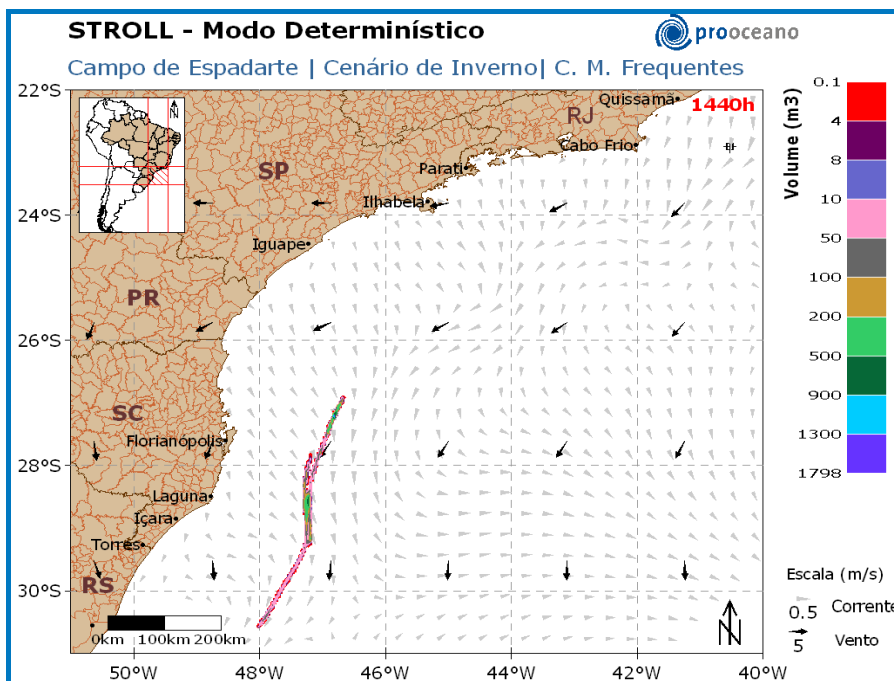 STROLL - Modo Determinístico
prooceano
Campo de Espadarte | Cenário de Inverno| C. M. Frequentes
22°S
24°S
26°S
28°S
30°S
50°W
48°W
46°W
44°W
42°W
40°W
1440h
N
Quissamã
RJ
Cabo Frio
Parati
SP
Ilhabela
Iguape
PR
SC
Florianópolis
Laguna
Içara
Torres
RS
0km 100km 200km
N
Volume (m3)
0.1
4
8
10
50
100
200
500
900
1300
1798
Escala (m/s)
0.5 Corrente
5 Vento